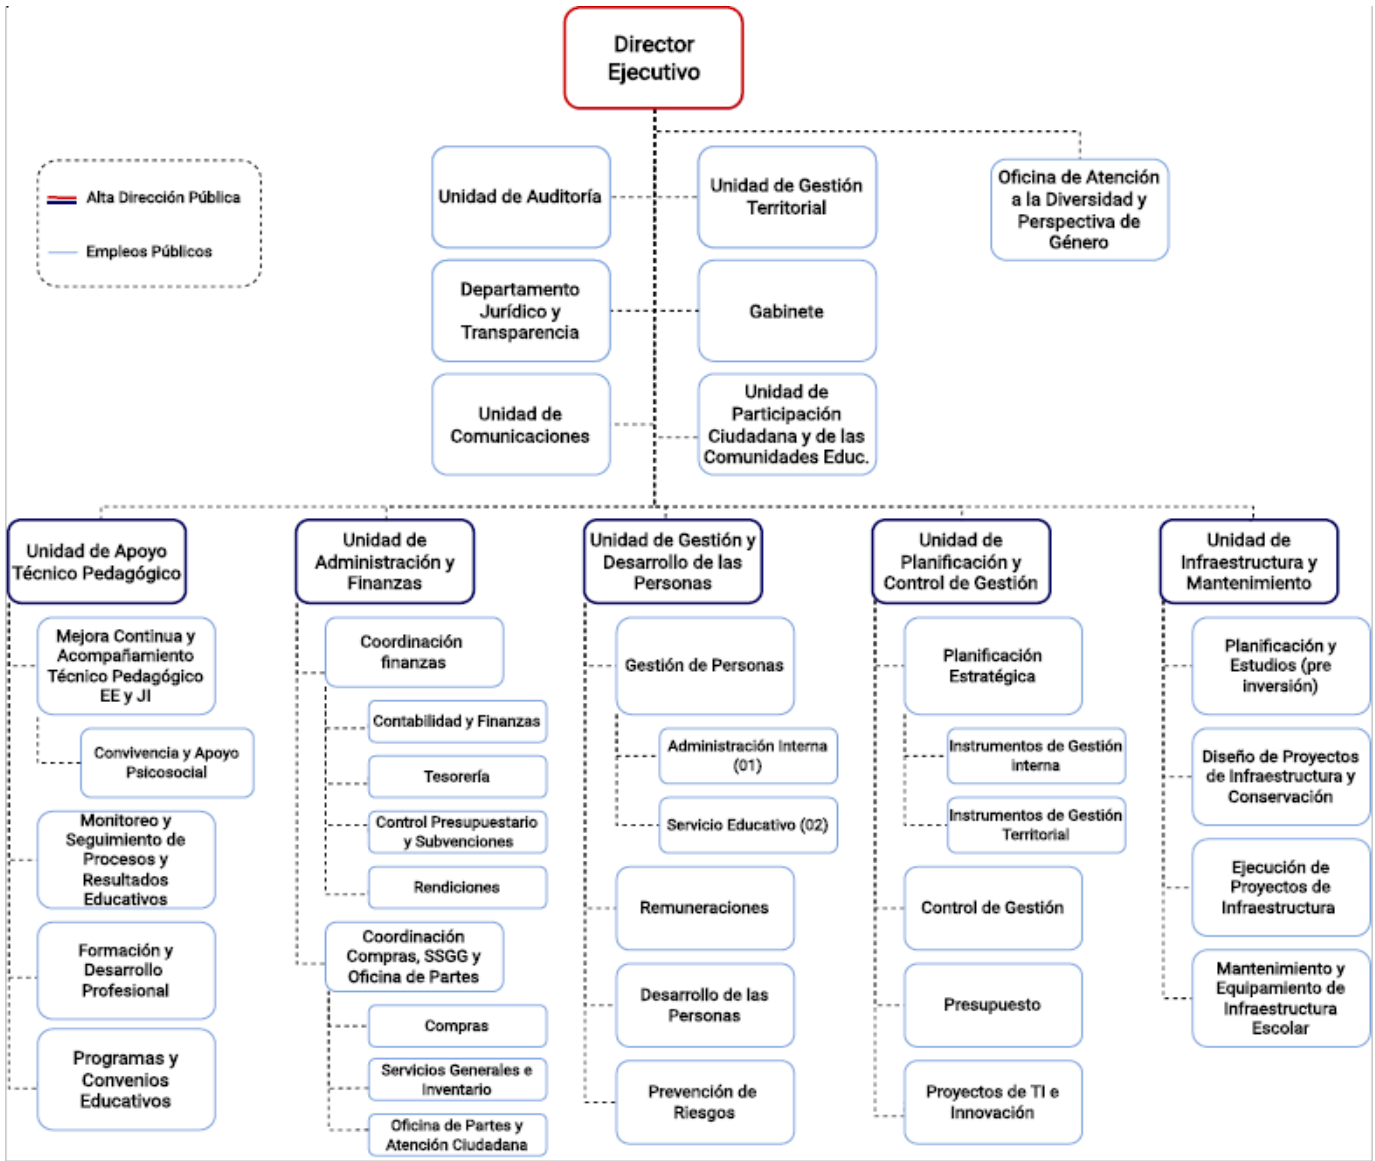 Director
Ejecutivo
Alta Dirección Pública
Empleos Públicos
Unidad de Auditoría
Unidad de Gestión
Territorial
Oficina de Atención
a la Diversidad y
Perspectiva de
Género
Departamento
Jurídico y
Transparencia
Gabinete
Unidad de
Comunicaciones
Unidad de
Participación
Ciudadana y de las
Comunidades Educ.
Unidad de Apoyo
Técnico Pedagógico
Mejora Continua y
Acompañamiento
Técnico Pedagógico
EE y JI
Convivencia y Apoyo
Psicosocial
Monitoreo y
Seguimiento de
Procesos y
Resultados
Educativos
Formación y
Desarrollo
Profesional
Programas y
Convenios
Educativos
Unidad de
Administración y
Finanzas
Coordinación
finanzas
Contabilidad y Finanzas
Tesorería
Control Presupuestario
y Subvenciones
Rendiciones
Coordinación
Compras, SSGG y
Oficina de Partes
Compras
Servicios Generales e
Inventario
Oficina de Partes y
Atención Ciudadana
Unidad de Gestión y
Desarrollo de las
Personas
Gestión de Personas
Administración Interna
(01)
Servicio Educativo (02)
Remuneraciones
Desarrollo de las
Personas
Prevención de
Riesgos
Unidad de
Planificación y
Control de Gestión
Planificación
Estratégica
Instrumentos de Gestión
interna
Instrumentos de Gestión
Territorial
Control de Gestión
Presupuesto
Proyectos de TI e
Innovación
Unidad de
Infraestructura y
Mantenimiento
Planificación y
Estudios (pre
inversión)
Diseño de Proyectos
de Infraestructura y
Conservación
Ejecución de
Proyectos de
Infraestructura
Mantenimiento y
Equipamiento de
Infraestructura
Escolar